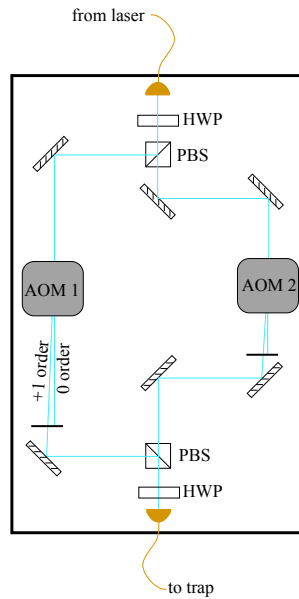 from laser
HWP
PBS
AOM 1
AOM 2
+1 order
0 order
PBS
HWP
to trap